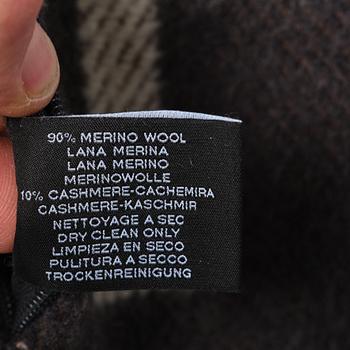 90% MERINO WOOL
LANA MERINA
LANA MERINO
MERINOWOLLE
10% CASHMERE-CACHEMIRA
CASHMERE-KASCHMIR
NETTOYAGE A SEC
DRY CLEAN ONLY
LIMPIEZA EN SECO
PULITURA A SECCO
TROCKENREINIGUNG